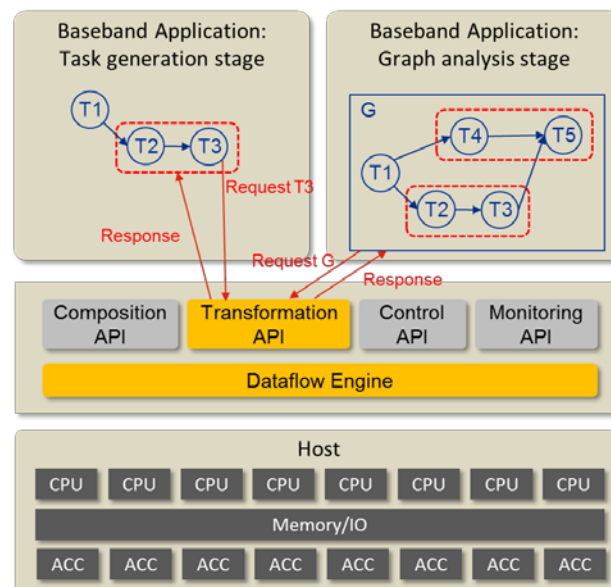 Baseband Application:
Task generation stage
T1
T2
T3
Request T3
Response
Baseband Application:
Graph analysis stage
G
T4
T5
T1
T2
T3
Request G
Response
Composition
API
Transformation
API
Control
API
Monitoring
API
Dataflow Engine
Host
CPU CPU CPU CPU CPU CPU CPU CPU
Memory/IO
ACC ACC ACC ACC ACC ACC ACC ACC